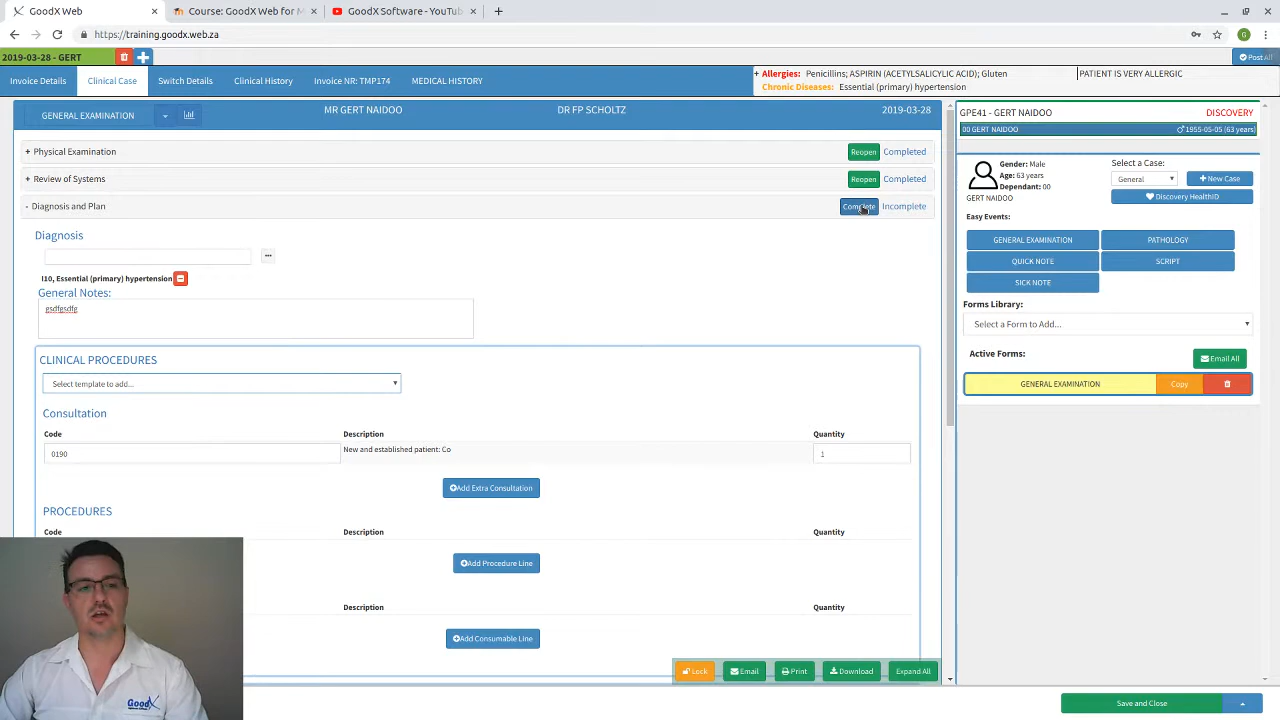 GoodX Web
Course: GoodX Web for M
GoodX Software - YouTub
https://training.goodx.web.za
G
2019-03-28 - GERT
Post All
Invoice Details
Clinical Case
Switch Details
Clinical History
Invoice NR: TMP174
MEDICAL HISTORY
+ Allergies: Penicillins; ASPIRIN (ACETYLSALICYLIC ACID); Gluten
PATIENT IS VERY ALLERGIC
Chronic Diseases: Essential (primary) hypertension
GENERAL EXAMINATION
MR GERT NAIDOO
DR FP SCHOLTZ
2019-03-28
+ Physical Examination
Reopen Completed
+ Review of Systems
Reopen Completed
- Diagnosis and Plan
Complete Incomplete
Diagnosis
I10, Essential (primary) hypertension
General Notes:
gsdfgsdfg
CLINICAL PROCEDURES
Select template to add...
Consultation
Code Description Quantity
0190 New and established patient: Co 1
Add Extra Consultation
PROCEDURES
Code Description Quantity
Add Procedure Line
Description Quantity
Add Consumable Line
Lock Email Print Download Expand All
GPE41 - GERT NAIDOO DISCOVERY
00 GERT NAIDOO 1955-05-05 (63 years)
Gender: Male
Age: 63 years
Dependant: 00
GERT NAIDOO
Select a Case:
General
New Case
Discovery HealthID
Easy Events:
GENERAL EXAMINATION PATHOLOGY
QUICK NOTE SCRIPT
SICK NOTE
Forms Library:
Select a Form to Add...
Active Forms:
Email All
GENERAL EXAMINATION Copy
Save and Close
GoodX